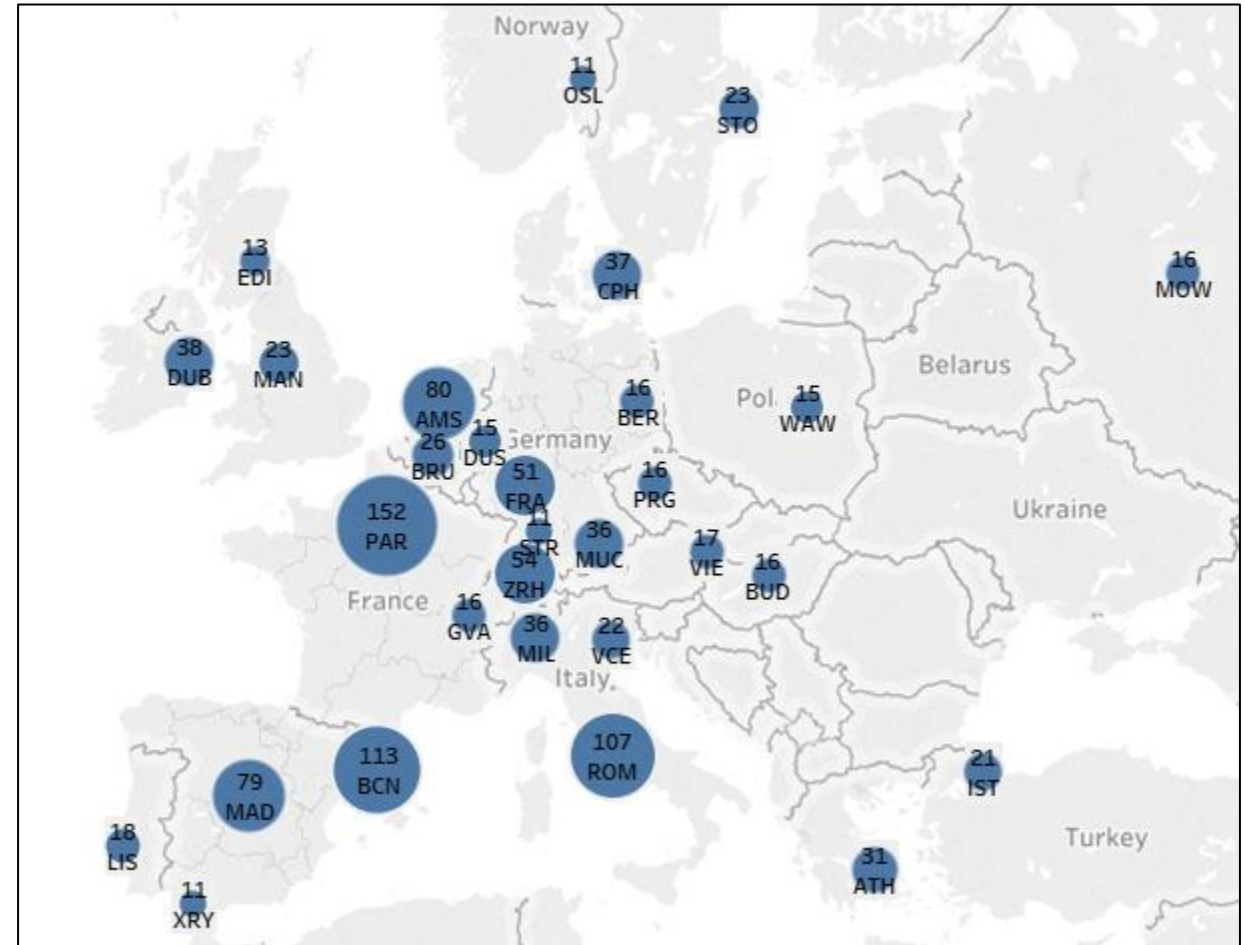 Norway
11
OSL
23
STO
13
EDI
37
CPH
16
MOW
38
DUB
23
MAN
Belarus
80
AMS
16
BER
Pol
15
WAW
26
BRU
15
DUS
Germany
51
FRA
16
PRG
152
PAR
Ukraine
11
STR
36
MUC
17
VIE
54
ZRH
16
BUD
France
16
GVA
36
MIL
22
VCE
Italy
113
BCN
107
ROM
79
MAD
21
IST
18
LIS
Turkey
31
ATH
11
XRY